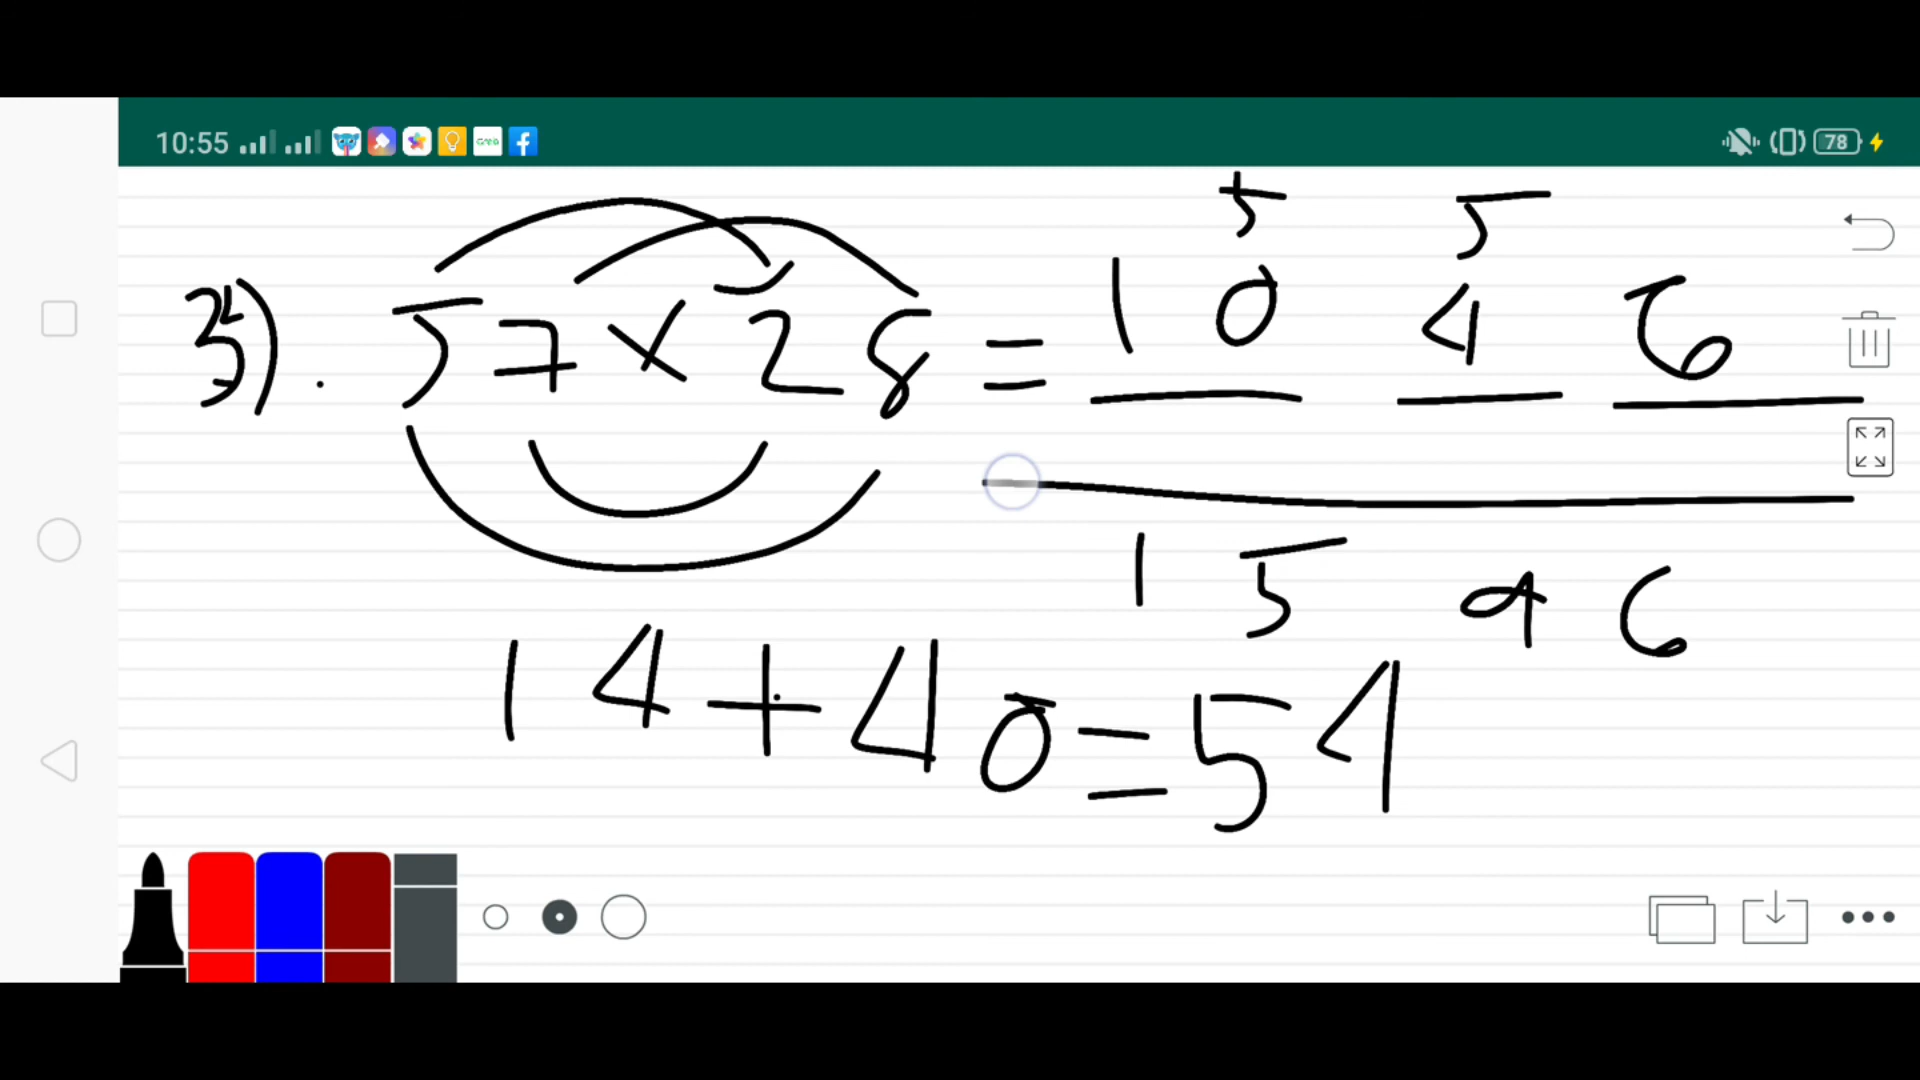 10:55 78
5 5
3). 57 × 28 = 10 4 6
1 5 9 6
14 + 40 = 54